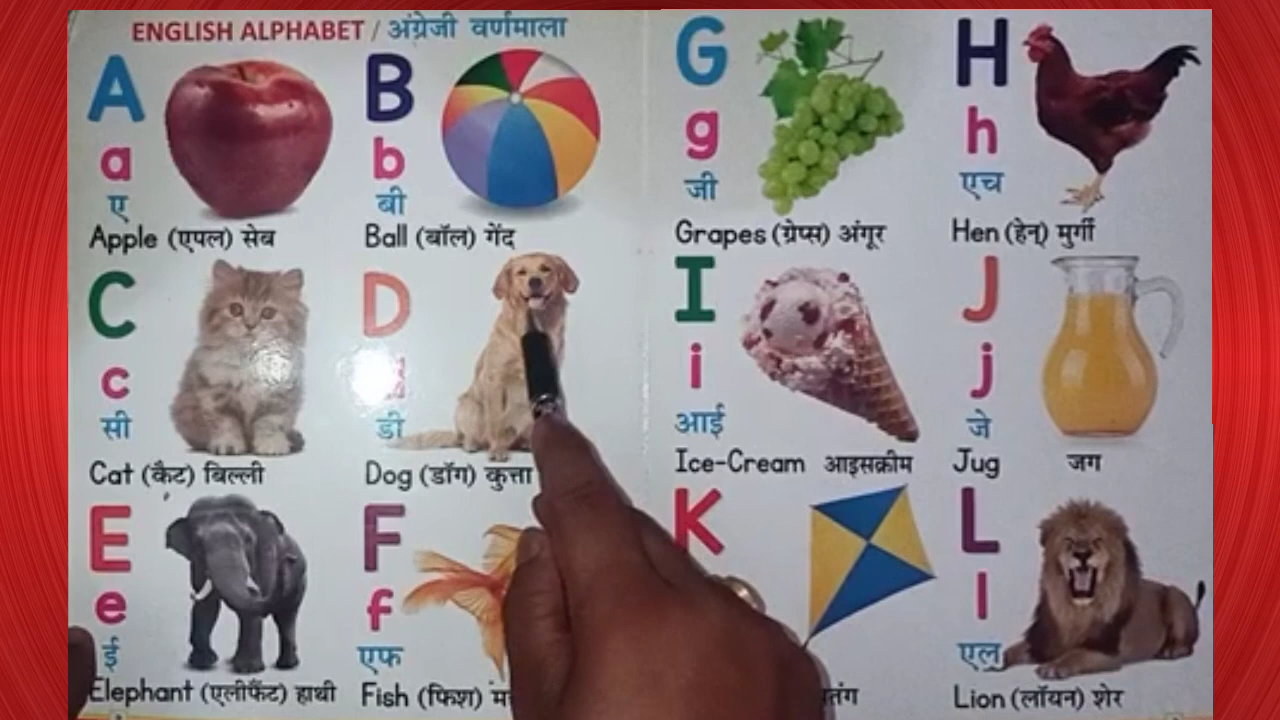 ENGLISH ALPHABET / अंग्रेजी वर्णमाला
A
a
ए
Apple (एपल) सेब
B
b
बी
Ball (बॉल) गेंद
C
c
सी
Cat (कैट) बिल्ली
D
d
डी
Dog (डॉग) कुत्ता
E
e
ई
Elephant (एलीफैंट) हाथी
F
f
एफ
Fish (फिश)
G
g
जी
Grapes (ग्रेप्स) अंगूर
H
h
एच
Hen (हेन्) मुर्गी
I
i
आई
Ice-Cream आइसक्रीम
J
j
जे
Jug जग
K
L
l
एल
Lion (लॉयन) शेर